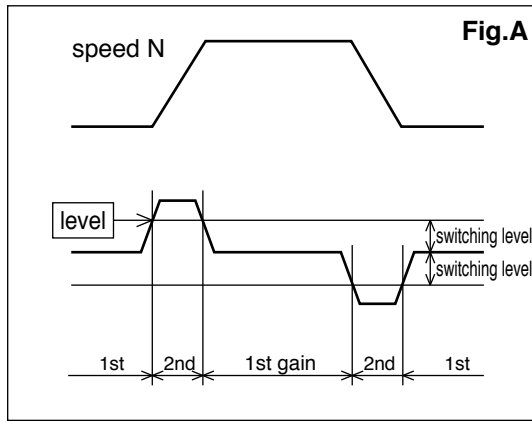 Fig.A
speed N
level
switching level
switching level
1st 2nd 1st gain 2nd 1st